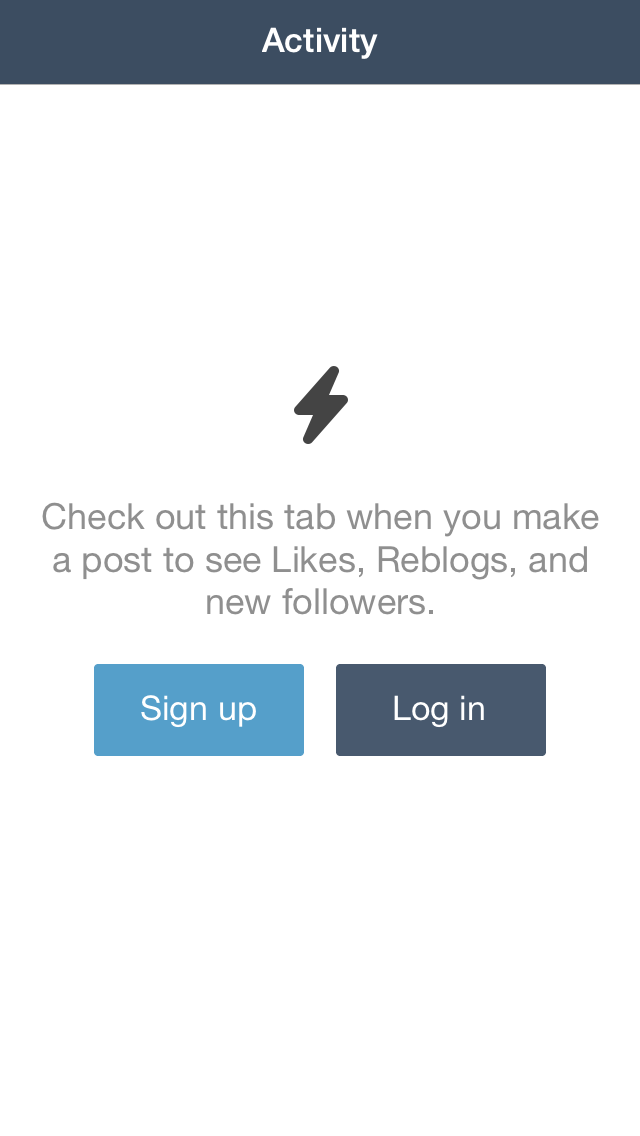 Activity
Check out this tab when you make
a post to see Likes, Reblogs, and
new followers.
Sign up
Log in